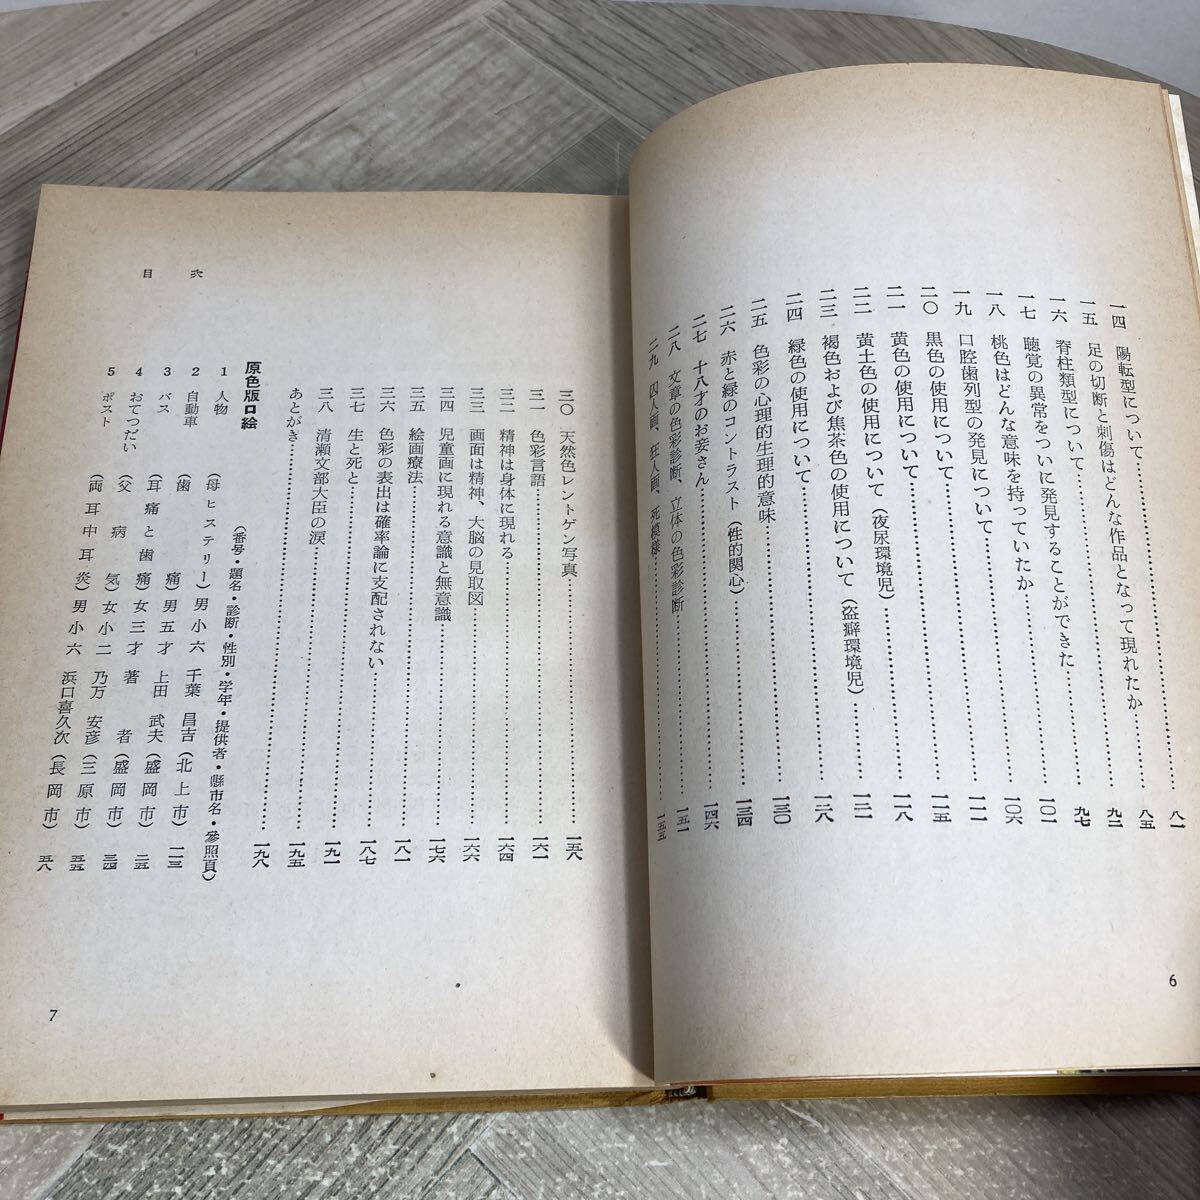 一四 陽転型について……八一
一五 足の切断と刺傷はどんな作品となって現れたか……八五
一六 脊柱類型について……九二
一七 聴覚の異常をついに発見することができた……九七
一八 桃色はどんな意味を持っていたか……一〇一
一九 口腔歯列型の発見について……一〇六
二〇 黒色の使用について……一一一
二一 黄色の使用について……一一五
二二 黄土色の使用について(夜尿環境児)……一一八
二三 褐色および焦茶色の使用について(盗癖環境児)……一二一
二四 緑色の使用について……一二八
二五 色彩の心理的生理的意味……一三〇
二六 赤と緑のコントラスト(性的関心)……一三四
二七 十八才のお妾さん……一四六
二八 文章の色彩診断、立体の色彩診断……一五一
二九 囚人画、狂人画、死模様……一五五
6
三〇 天然色レントゲン写真……一五八
三一 色彩言語……一六一
三二 精神は身体に現れる……一六四
三三 画面は精神、大脳の見取図……一六六
三四 児童画に現れる意識と無意識……一七六
三五 絵画療法……一八一
三六 色彩の表出は確率論に支配されない……一八七
三七 生と死と……一九一
三八 清瀬文部大臣の涙……一九五
あとがき……一九八
原色版口絵
(番号・題名・診断・性別・学年・提供者・縣市名・參照頁)
1 人物 (母ヒステリー) 男小六 千葉 昌吉(北上市) 二三
2 自動車 (歯痛) 男五才 上田 武夫(盛岡市) 二五
3 バス (耳痛と歯痛) 女三才 著者(盛岡市) 三四
4 おてつだい (父病気) 女小二 乃万 安彦(三原市) 五五
5 ポスト (両耳中耳炎) 男小六 浜口喜久次(長岡市) 五八
目次
7